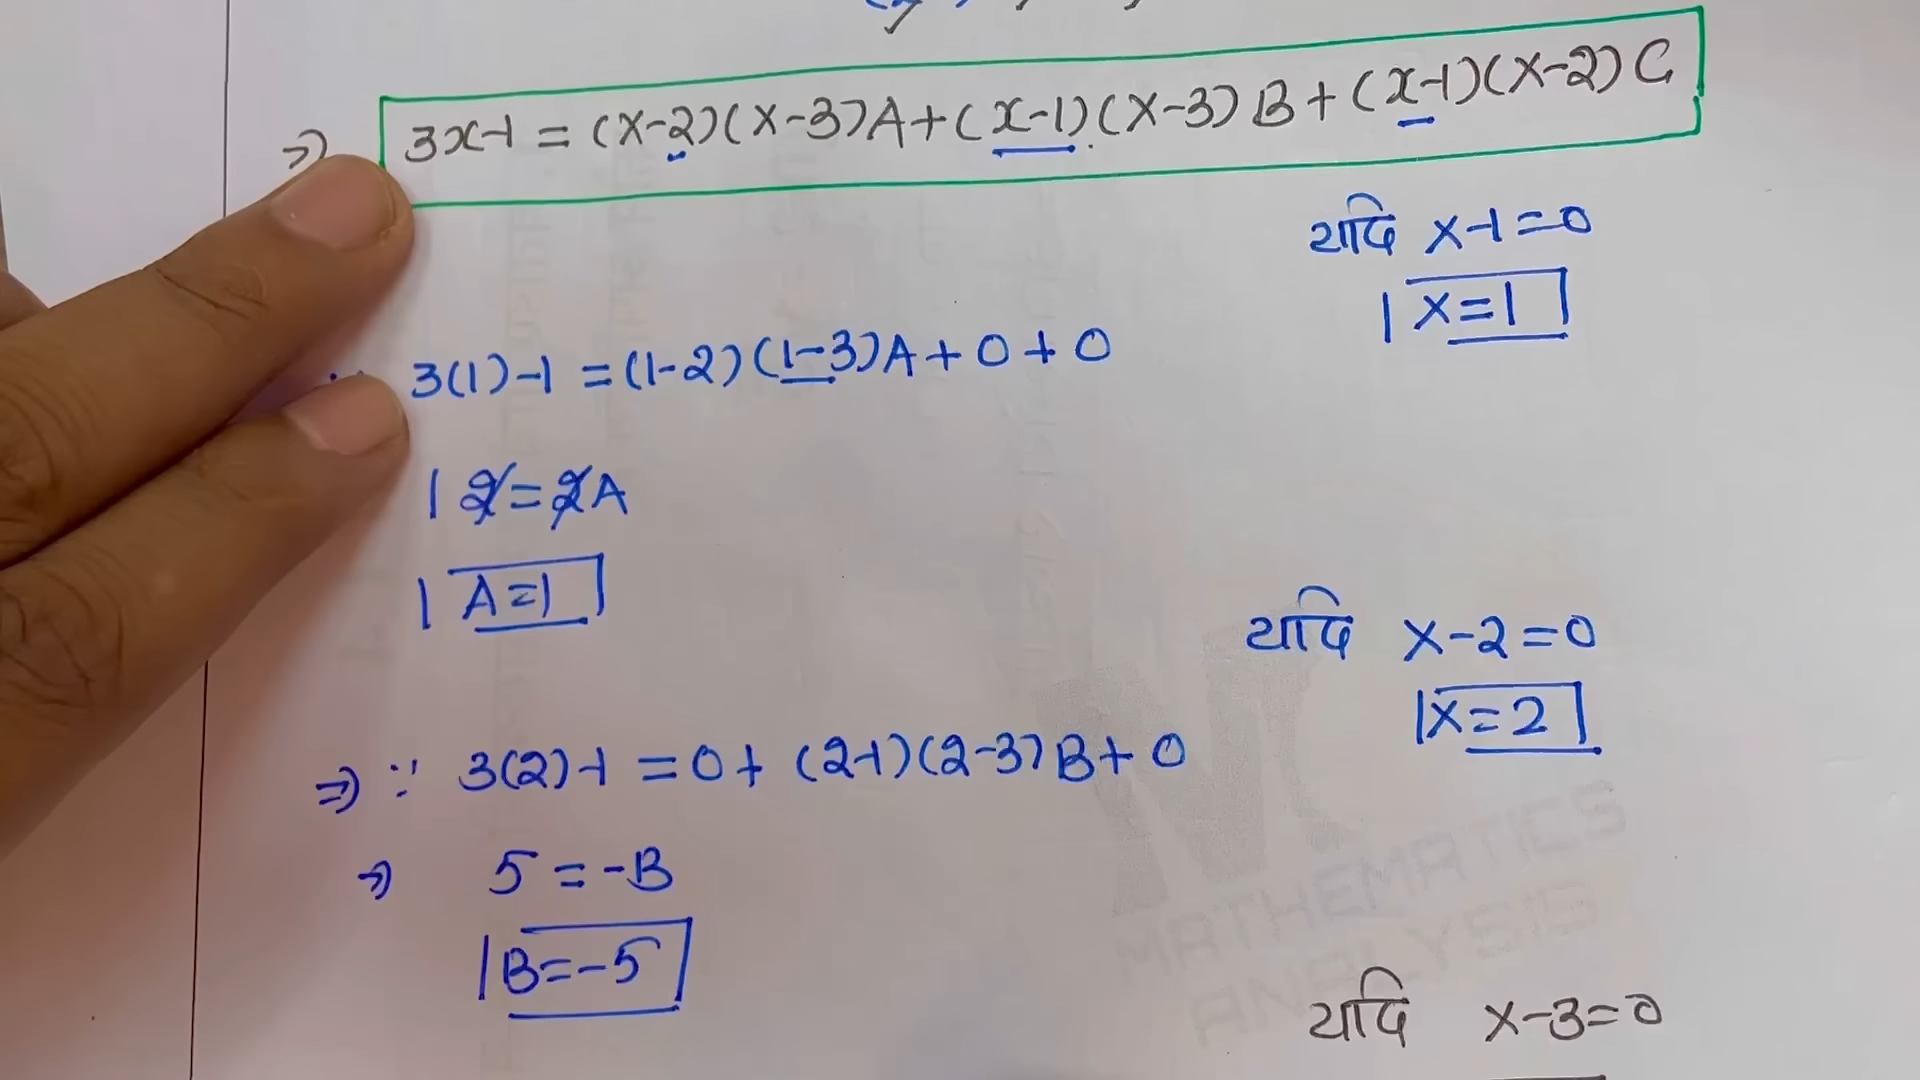 ⇒ 3x-1 = (x-2)(x-3)A+(x-1)(x-3)B+(x-1)(x-2)C
यदि x-1=0
x=1
3(1)-1 = (1-2)(1-3)A+0+0
2=2A
A=1
यदि x-2=0
x=2
⇒ ∵ 3(2)-1 = 0+ (2-1)(2-3)B+0
⇒ 5 = -B
B=-5
MATHEMATICS
ANALYSIS
यदि x-3=0